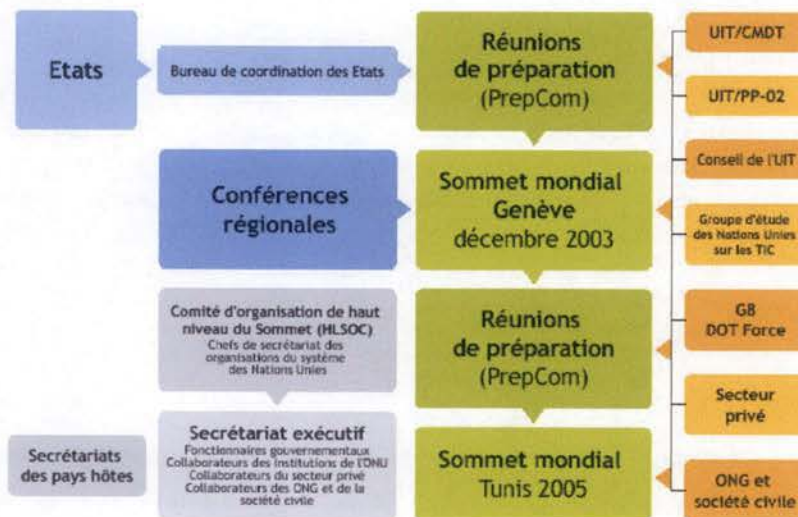 Etats
Bureau de coordination des Etats
Réunions
de préparation
(PrepCom)
Conférences
régionales
Sommet mondial
Genève
décembre 2003
Comité d'organisation de haut
niveau du Sommet (HLSOC)
Chefs de secrétariat des
organisations du système
des Nations Unies
Réunions
de préparation
(PrepCom)
Secrétariats
des pays hôtes
Secrétariat exécutif
Fonctionnaires gouvernementaux
Collaborateurs des institutions de l'ONU
Collaborateurs du secteur privé
Collaborateurs des ONG et de la
société civile
Sommet mondial
Tunis 2005
UIT/CMDT
UIT/PP-02
Conseil de l'UIT
Groupe d'étude
des Nations Unies
sur les TIC
G8
DOT Force
Secteur
privé
ONG et
société civile